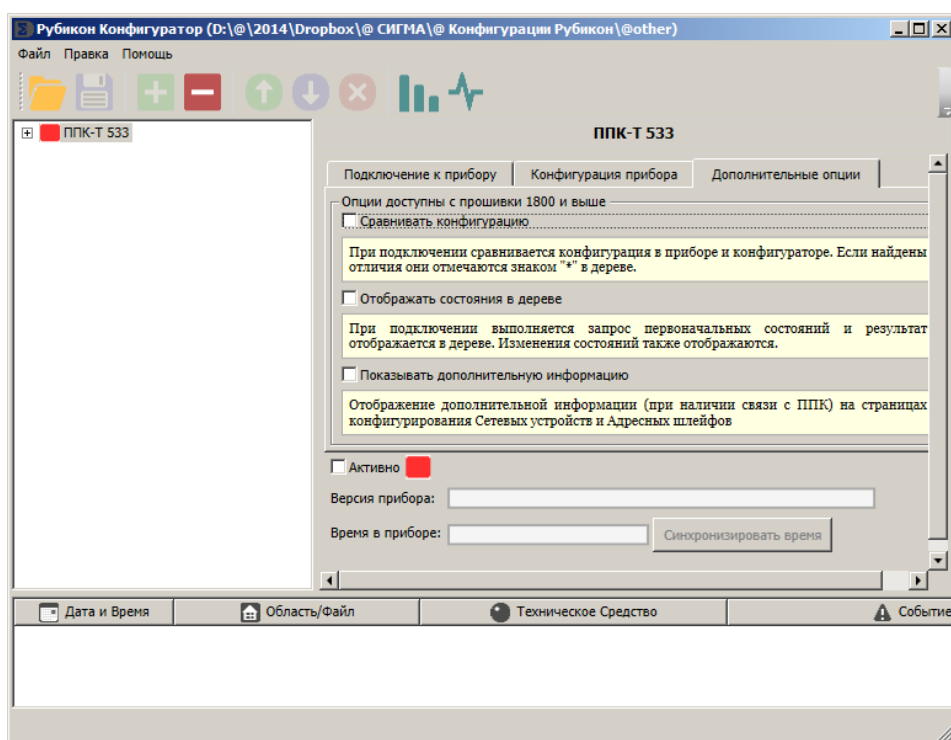 Рубикон Конфигуратор (D:\@\2014\Dropbox\@ СИГМА\@ Конфигурации Рубикон\@other)
Файл Правка Помощь
ППК-Т 533
ППК-Т 533
Подключение к прибору Конфигурация прибора Дополнительные опции
Опции доступны с прошивки 1800 и выше
Сравнивать конфигурацию
При подключении сравнивается конфигурация в приборе и конфигураторе. Если найдены
отличия они отмечаются знаком "*" в дереве.
Отображать состояния в дереве
При подключении выполняется запрос первоначальных состояний и результат
отображается в дереве. Изменения состояний также отображаются.
Показывать дополнительную информацию
Отображение дополнительной информации (при наличии связи с ППК) на страницах
конфигурирования Сетевых устройств и Адресных шлейфов
Активно
Версия прибора:
Время в приборе: Синхронизировать время
Дата и Время Область/Файл Техническое Средство Событие